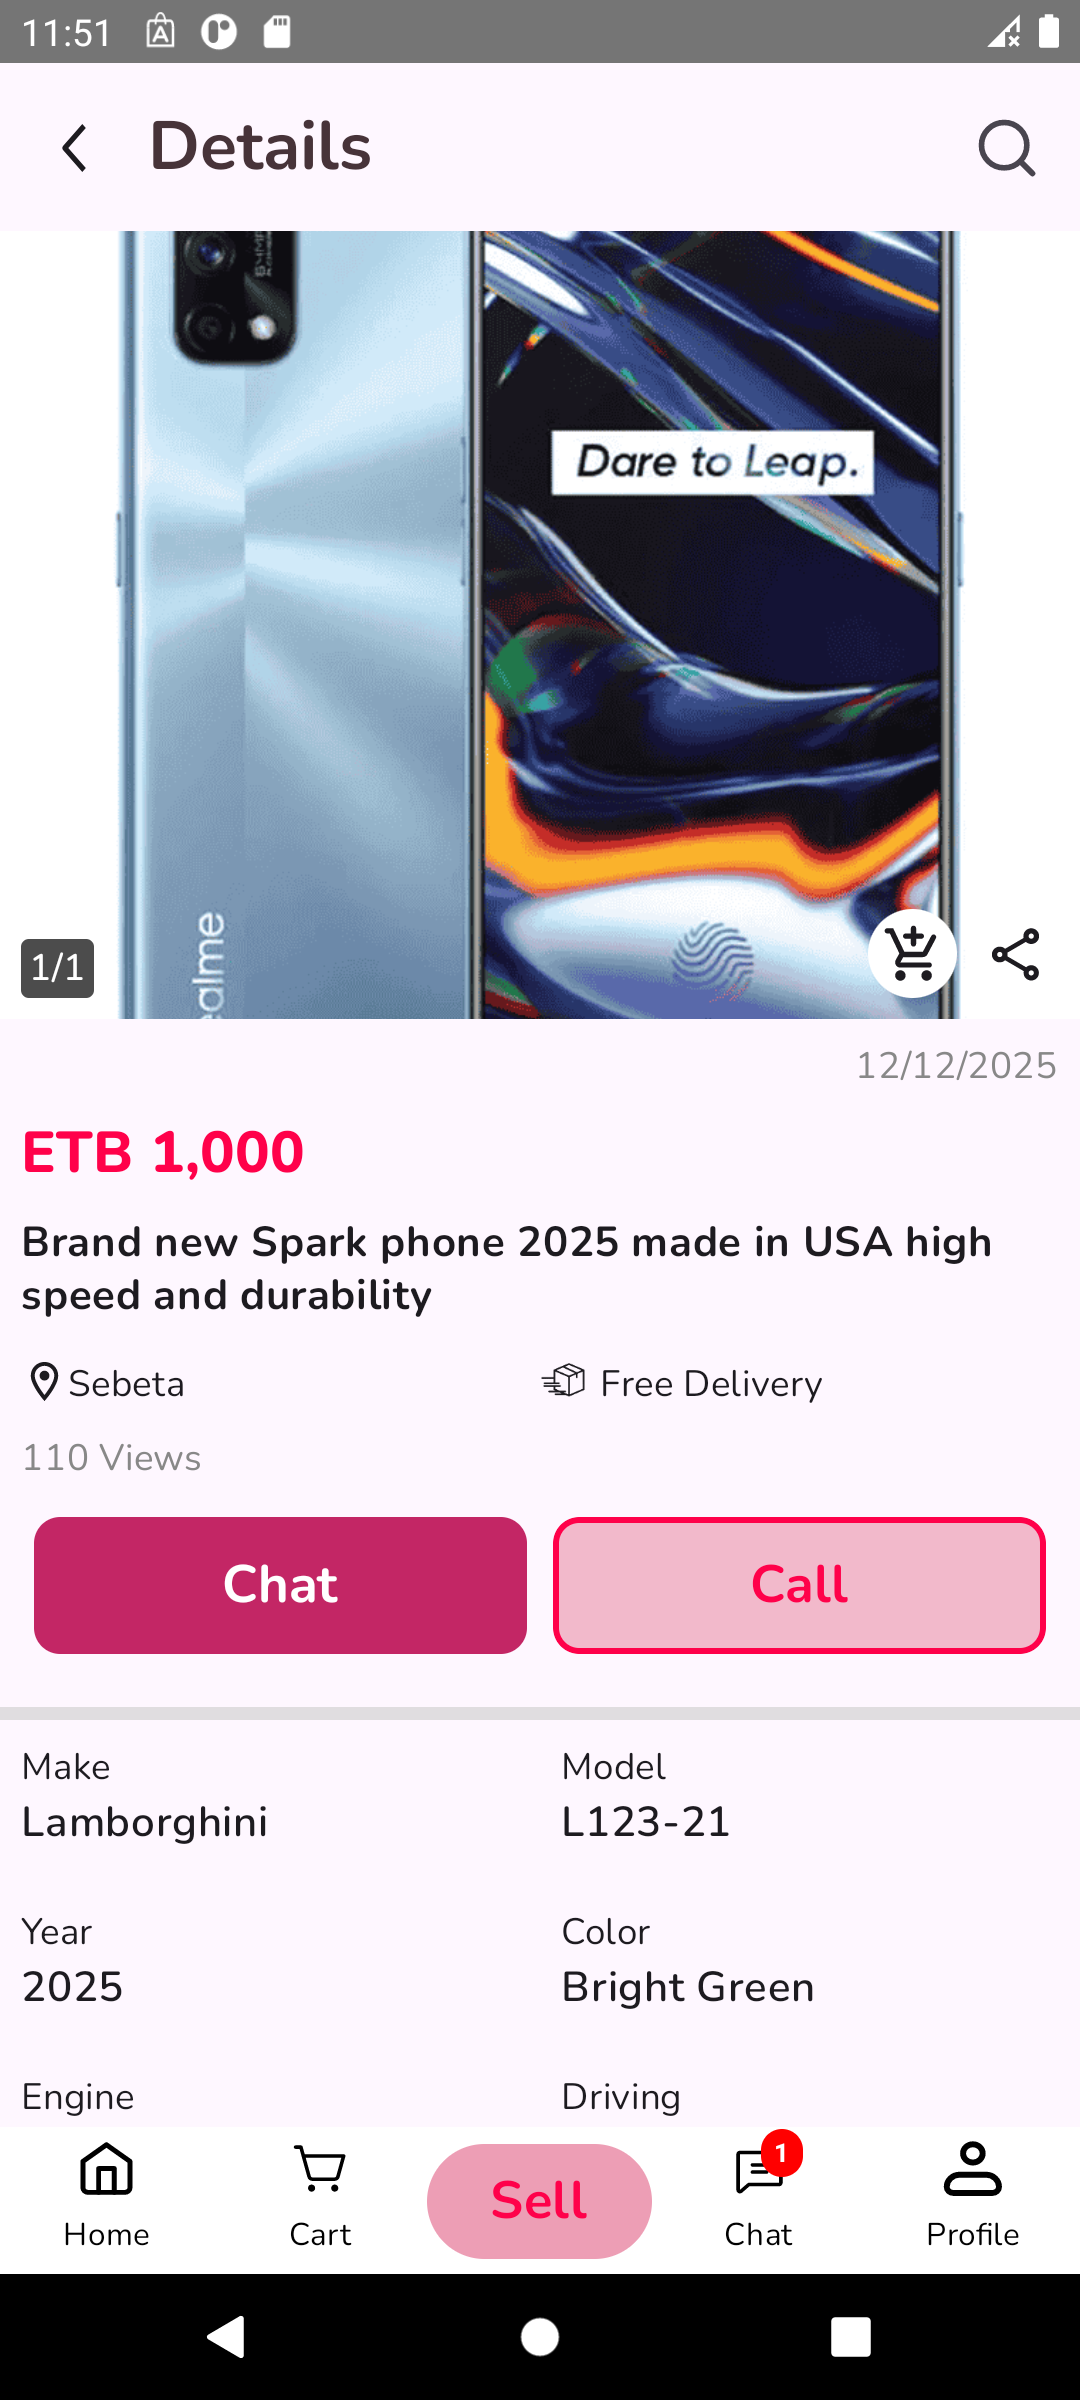 11:51
Details
64MP
Dare to Leap.
realme
1/1
12/12/2025
ETB 1,000
Brand new Spark phone 2025 made in USA high
speed and durability
Sebeta
Free Delivery
110 Views
Chat
Call
Make
Model
Lamborghini
L123-21
Year
Color
2025
Bright Green
Engine
Driving
1
Sell
Home
Cart
Chat
Profile